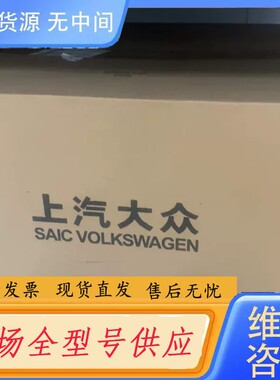 货源 无中间
上汽大众
SAIC VOLKSWAGEN
发票 现货直发 售后无忧
场全型号供应
维
咨